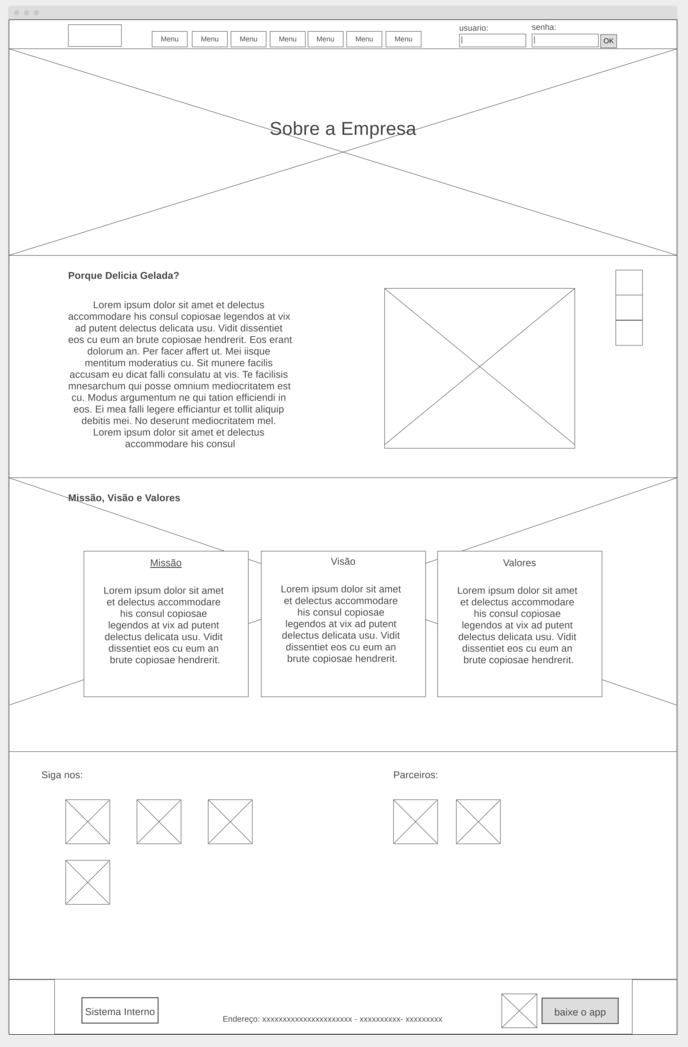 usuario:
senha:
Menu
Menu
Menu
Menu
Menu
Menu
Menu
OK
Sobre a Empresa
Porque Delicia Gelada?
Lorem ipsum dolor sit amet et delectus
accommodare his consul copiosae legendos at vix
ad putent delectus delicata usu. Vidit dissentiet
eos cu eum an brute copiosae hendrerit. Eos erant
dolorum an. Per facer affert ut. Mei iisque
mentitum moderatius cu. Sit munere facilis
accusam eu dicat falli consulatu at vis. Te facilisis
mnesarchum qui posse omnium mediocritatem est
cu. Modus argumentum ne qui tation efficiendi in
eos. Ei mea falli legere efficiantur et tollit aliquip
debitis mei. No deserunt mediocritatem mel.
Lorem ipsum dolor sit amet et delectus
accommodare his consul
Missão, Visão e Valores
Missão
Lorem ipsum dolor sit amet
et delectus accommodare
his consul copiosae
legendos at vix ad putent
delectus delicata usu. Vidit
dissentiet eos cu eum an
brute copiosae hendrerit.
Visão
Lorem ipsum dolor sit amet
et delectus accommodare
his consul copiosae
legendos at vix ad putent
delectus delicata usu. Vidit
dissentiet eos cu eum an
brute copiosae hendrerit.
Valores
Lorem ipsum dolor sit amet
et delectus accommodare
his consul copiosae
legendos at vix ad putent
delectus delicata usu. Vidit
dissentiet eos cu eum an
brute copiosae hendrerit.
Siga nos:
Parceiros:
Sistema Interno
Endereço: xxxxxxxxxxxxxxxxxxxxxx - xxxxxxxxxx- xxxxxxxxx
baixe o app